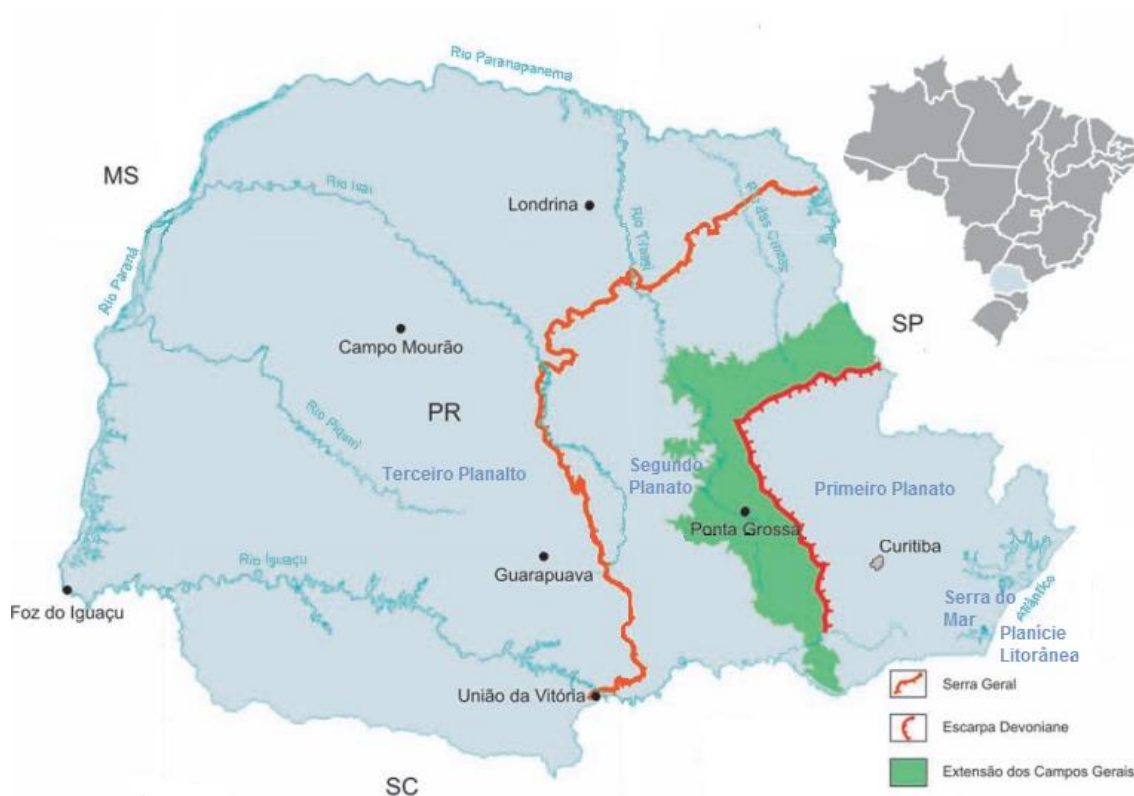 Rio Paranapanema
MS
Rio Ivaí
Londrina
Rio Tibagi
Rio das Cinzas
Rio Paraná
SP
Campo Mourão
PR
Rio Piquiri
Terceiro Planalto
Segundo
Planato
Primeiro Planato
Ponta Grossa
Curitiba
Rio Iguaçu
Guarapuava
Foz do Iguaçu
Serra do
Mar
Atlântico
Planície
Litorânea
União da Vitória
SC
Serra Geral
Escarpa Devoniane
Extensão dos Campos Gerais